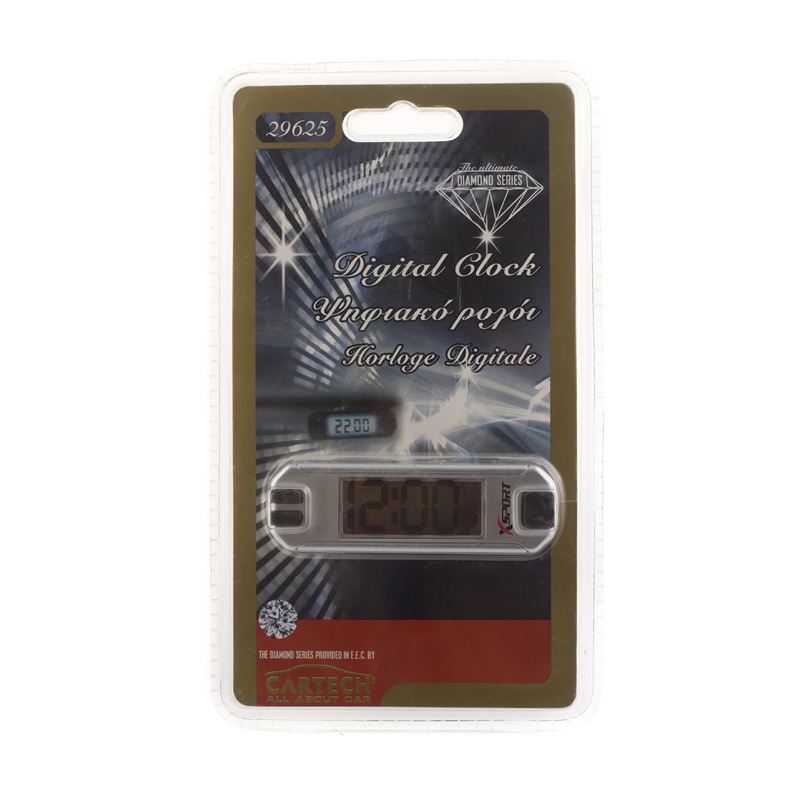 29625
The ultimate
DIAMOND SERIES
Digital Clock
Ψηφιακό ρολόι
Horloge Digitale
22:00
12:00
XSPORT
THE DIAMOND SERIES PROVIDED IN E.E.C. BY
CARTECH®
ALL ABOUT CAR